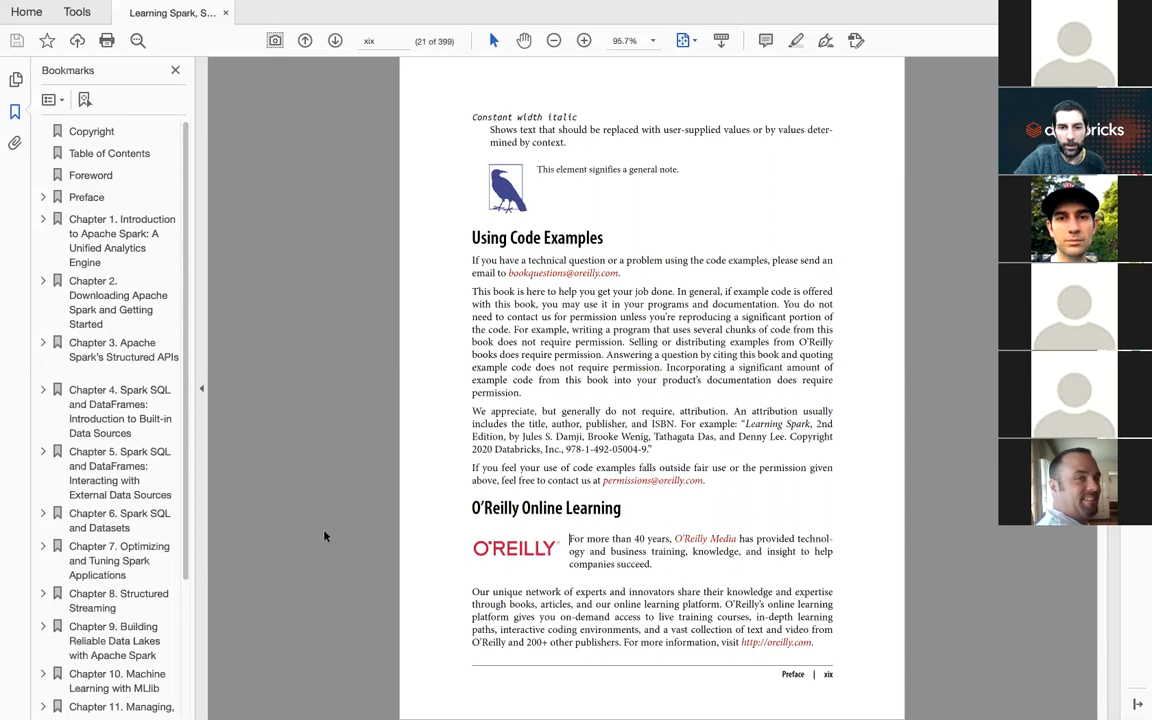 Home
Tools
Learning Spark, S...
×
xix
(21 of 399)
95.7%
Bookmarks
Copyright
Table of Contents
Foreword
Preface
Chapter 1. Introduction
to Apache Spark: A
Unified Analytics
Engine
Chapter 2.
Downloading Apache
Spark and Getting
Started
Chapter 3. Apache
Spark's Structured APIs
Chapter 4. Spark SQL
and DataFrames:
Introduction to Built-in
Data Sources
Chapter 5. Spark SQL
and DataFrames:
Interacting with
External Data Sources
Chapter 6. Spark SQL
and Datasets
Chapter 7. Optimizing
and Tuning Spark
Applications
Chapter 8. Structured
Streaming
Chapter 9. Building
Reliable Data Lakes
with Apache Spark
Chapter 10. Machine
Learning with MLlib
Chapter 11. Managing,
Constant width italic
Shows text that should be replaced with user-supplied values or by values deter-
mined by context.
This element signifies a general note.
Using Code Examples
If you have a technical question or a problem using the code examples, please send an
email to bookquestions@oreilly.com.
This book is here to help you get your job done. In general, if example code is offered
with this book, you may use it in your programs and documentation. You do not
need to contact us for permission unless you're reproducing a significant portion of
the code. For example, writing a program that uses several chunks of code from this
book does not require permission. Selling or distributing examples from O'Reilly
books does require permission. Answering a question by citing this book and quoting
example code does not require permission. Incorporating a significant amount of
example code from this book into your product's documentation does require
permission.
We appreciate, but generally do not require, attribution. An attribution usually
includes the title, author, publisher, and ISBN. For example: "Learning Spark, 2nd
Edition, by Jules S. Damji, Brooke Wenig, Tathagata Das, and Denny Lee. Copyright
2020 Databricks, Inc., 978-1-492-05004-9."
If you feel your use of code examples falls outside fair use or the permission given
above, feel free to contact us at permissions@oreilly.com.
O'Reilly Online Learning
O'REILLY®
For more than 40 years, O'Reilly Media has provided technol-
ogy and business training, knowledge, and insight to help
companies succeed.
Our unique network of experts and innovators share their knowledge and expertise
through books, articles, and our online learning platform. O'Reilly's online learning
platform gives you on-demand access to live training courses, in-depth learning
paths, interactive coding environments, and a vast collection of text and video from
O'Reilly and 200+ other publishers. For more information, visit http://oreilly.com.
Preface | xix